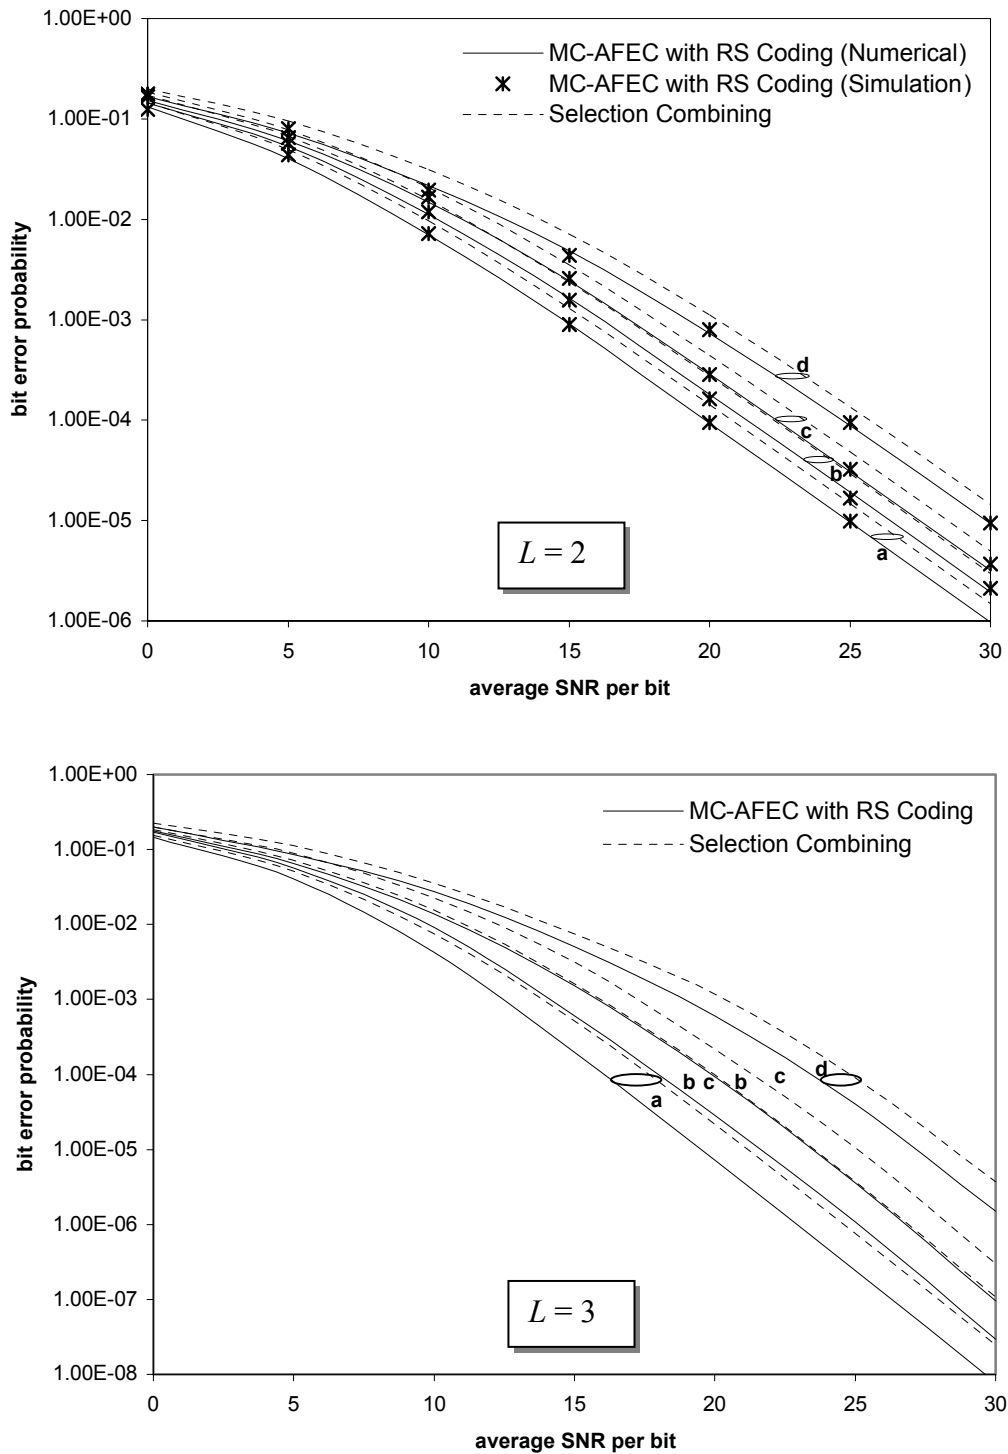 1.00E+00
MC-AFEC with RS Coding (Numerical)
MC-AFEC with RS Coding (Simulation)
Selection Combining
1.00E-01
1.00E-02
1.00E-03
1.00E-04
1.00E-05
1.00E-06
bit error probability
d
c
b
a
L = 2
0 5 10 15 20 25 30
average SNR per bit
1.00E+00
MC-AFEC with RS Coding
Selection Combining
1.00E-01
1.00E-02
1.00E-03
1.00E-04
1.00E-05
1.00E-06
1.00E-07
1.00E-08
bit error probability
a b c b c d
L = 3
0 5 10 15 20 25 30
average SNR per bit